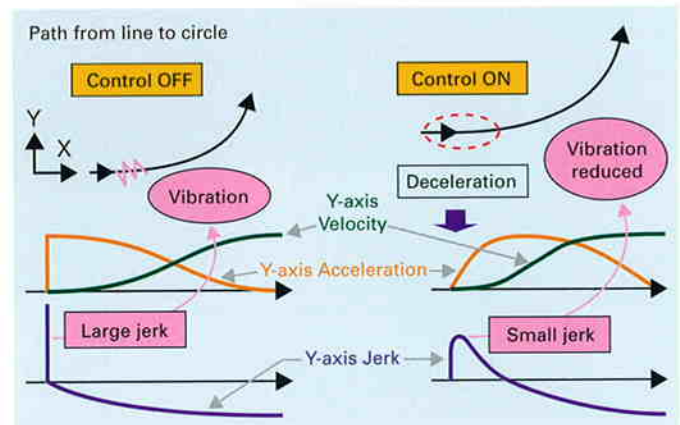 Path from line to circle
Control OFF
Control ON
Y
X
Vibration
Vibration
reduced
Deceleration
Y-axis
Velocity
Y-axis Acceleration
Large jerk
Small jerk
Y-axis Jerk